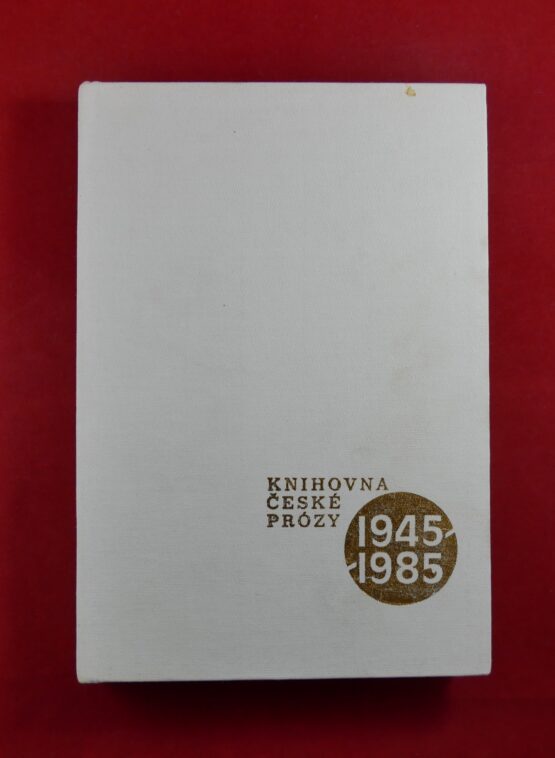 KNIHOVNA
ČESKÉ
PRÓZY
1945-
-1985